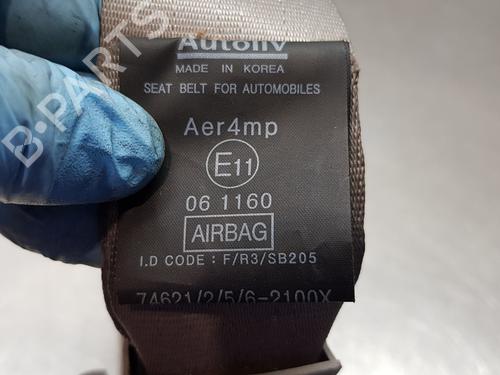 Autoliv
MADE IN KOREA
SEAT BELT FOR AUTOMOBILES
Aer4mp
E11
06 1160
AIRBAG
I.D CODE : F/R3/SB205
74621/2/5/6-2100X
B-PARTS